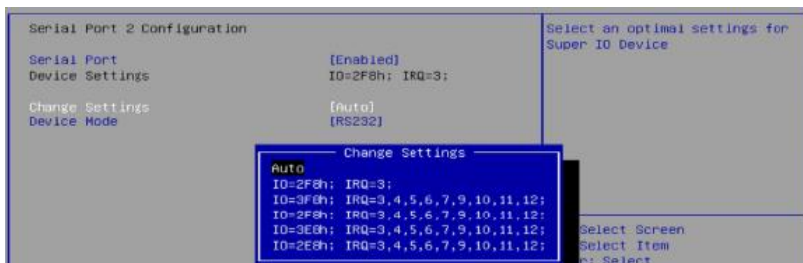 Serial Port 2 Configuration
Select an optimal settings for
Super IO Device
Serial Port [Enabled]
Device Settings IO=2F8h; IRQ=3;
Change Settings [Auto]
Device Mode [RS232]
Change Settings
Auto
IO=2F8h; IRQ=3;
IO=3F8h; IRQ=3,4,5,6,7,9,10,11,12;
IO=2F8h; IRQ=3,4,5,6,7,9,10,11,12;
IO=3E8h; IRQ=3,4,5,6,7,9,10,11,12;
IO=2E8h; IRQ=3,4,5,6,7,9,10,11,12;
Select Screen
Select Item
Select